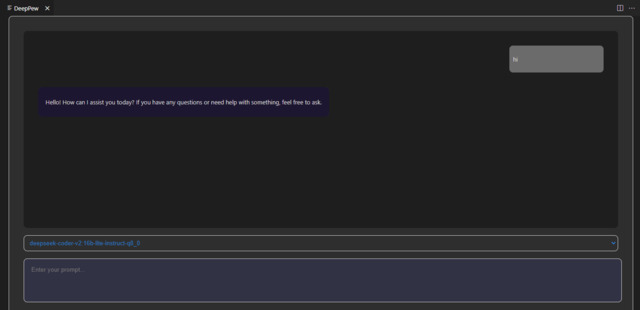 DeepPew
hi
Hello! How can I assist you today? If you have any questions or need help with something, feel free to ask.
deepseek-coder-v2:16b-lite-instruct-q8_0
Enter your prompt...